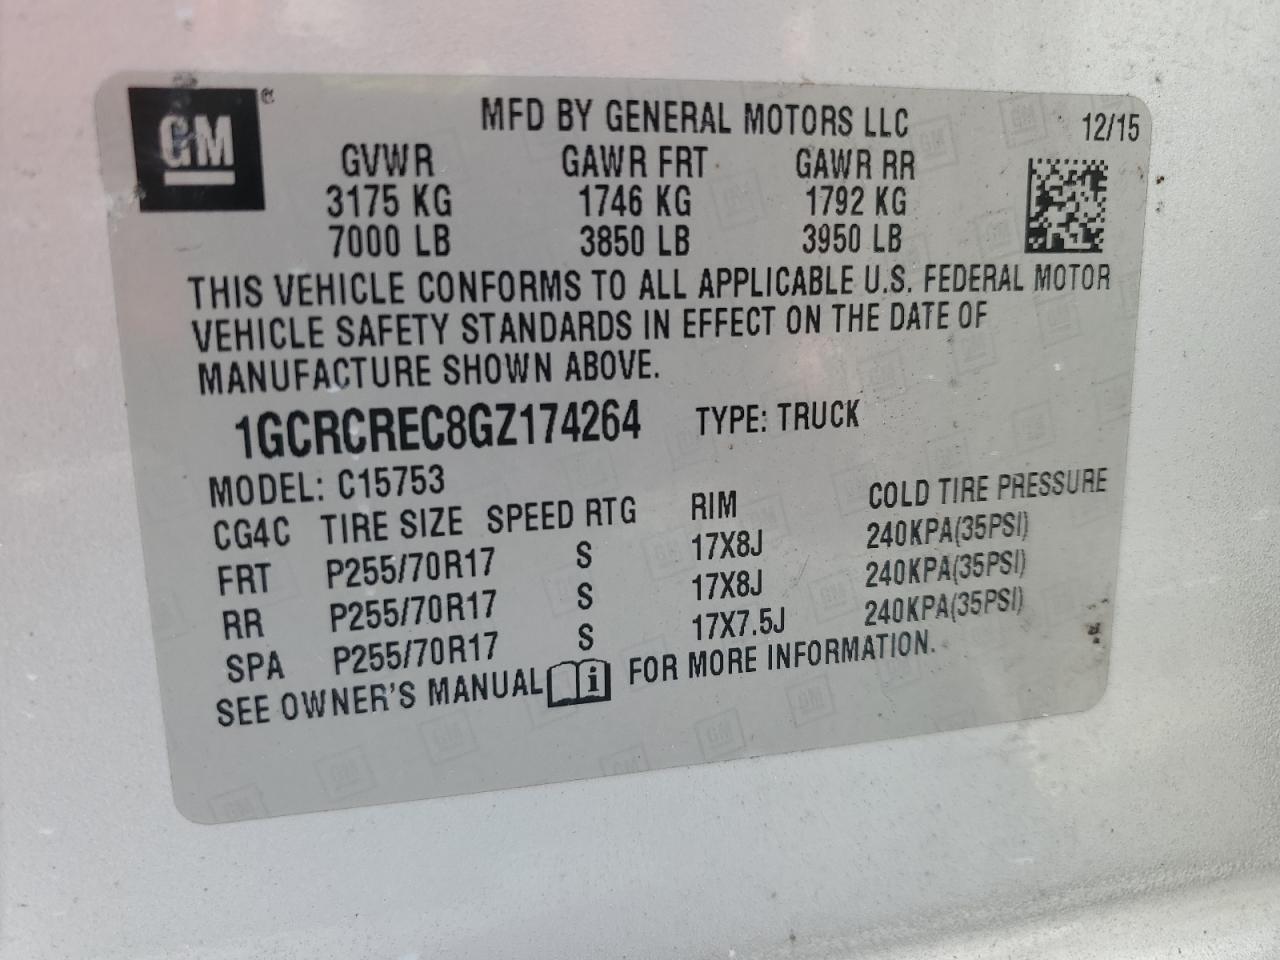 GM®
MFD BY GENERAL MOTORS LLC 12/15
GVWR GAWR FRT GAWR RR
3175 KG 1746 KG 1792 KG
7000 LB 3850 LB 3950 LB
THIS VEHICLE CONFORMS TO ALL APPLICABLE U.S. FEDERAL MOTOR
VEHICLE SAFETY STANDARDS IN EFFECT ON THE DATE OF
MANUFACTURE SHOWN ABOVE.
1GCRCREC8GZ174264 TYPE: TRUCK
MODEL: C15753
CG4C TIRE SIZE SPEED RTG RIM COLD TIRE PRESSURE
FRT P255/70R17 S 17X8J 240KPA(35PSI)
RR P255/70R17 S 17X8J 240KPA(35PSI)
SPA P255/70R17 S 17X7.5J 240KPA(35PSI)
SEE OWNER'S MANUAL i FOR MORE INFORMATION.